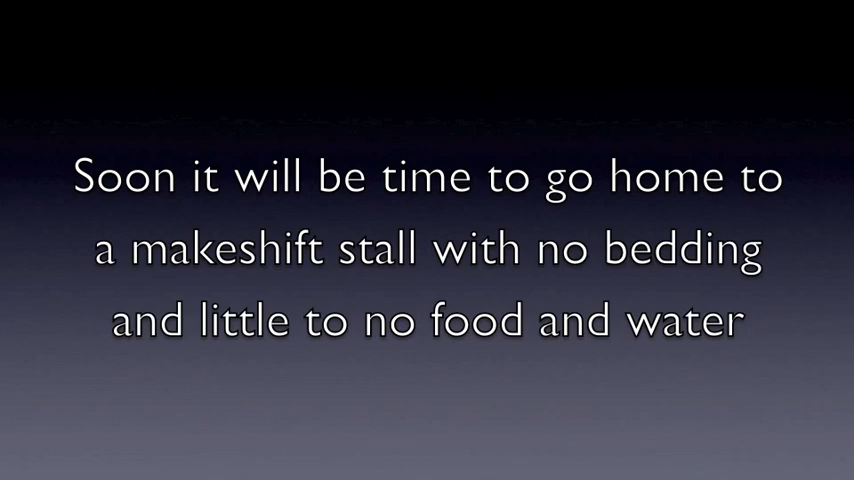 Soon it will be time to go home to
a makeshift stall with no bedding
and little to no food and water